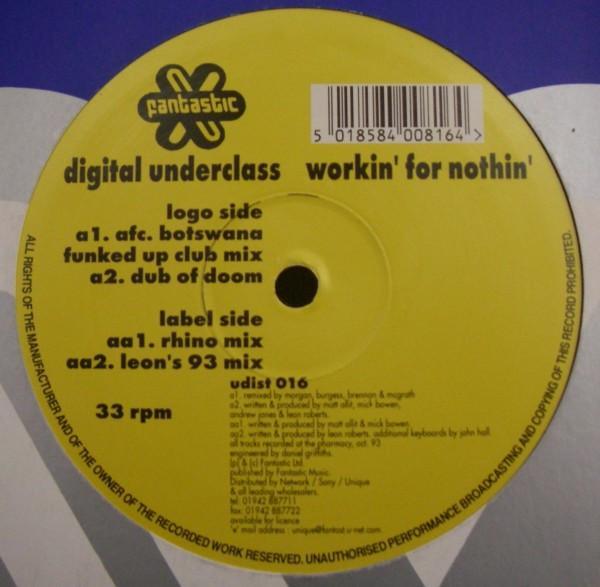 fantastic
5 018584 008164 >
digital underclass workin' for nothin'
logo side
a1. afc. botswana
funked up club mix
a2. dub of doom
label side
aa1. rhino mix
aa2. leon's 93 mix
33 rpm
udist 016
a1. remixed by morgan, burgess, brennan & mcgrath
a2. written & produced by matt ollit, mick bowen,
andrew jones & leon roberts.
aa1. written & produced by matt ollit & mick bowen.
aa2. written & produced by leon roberts. additional keyboards by john hall.
all tracks recorded at the pharmacy, oct. 93
engineered by daniel griffiths.
(p) & (c) Fantastic Ltd.
published by Fantastic Music.
Distributed by Network / Sony / Unique
& all leading wholesalers.
tel: 01942 887711
fax: 01942 887722
available for licence
'e' mail address : unique@fantast.u-net.com.
ALL RIGHTS OF THE MANUFACTURER AND OF THE OWNER OF THE RECORDED WORK RESERVED. UNAUTHORISED PERFORMANCE BROADCASTING AND COPYING OF THIS RECORD PROHIBITED.